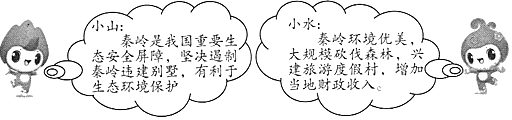 小山：
秦岭是我国重要生
态安全屏障，坚决遏制
秦岭违建别墅，有利于
生态环境保护
小水：
秦岭环境优美，
大规模砍伐森林，兴
建旅游度假村，增加
当地财政收入。